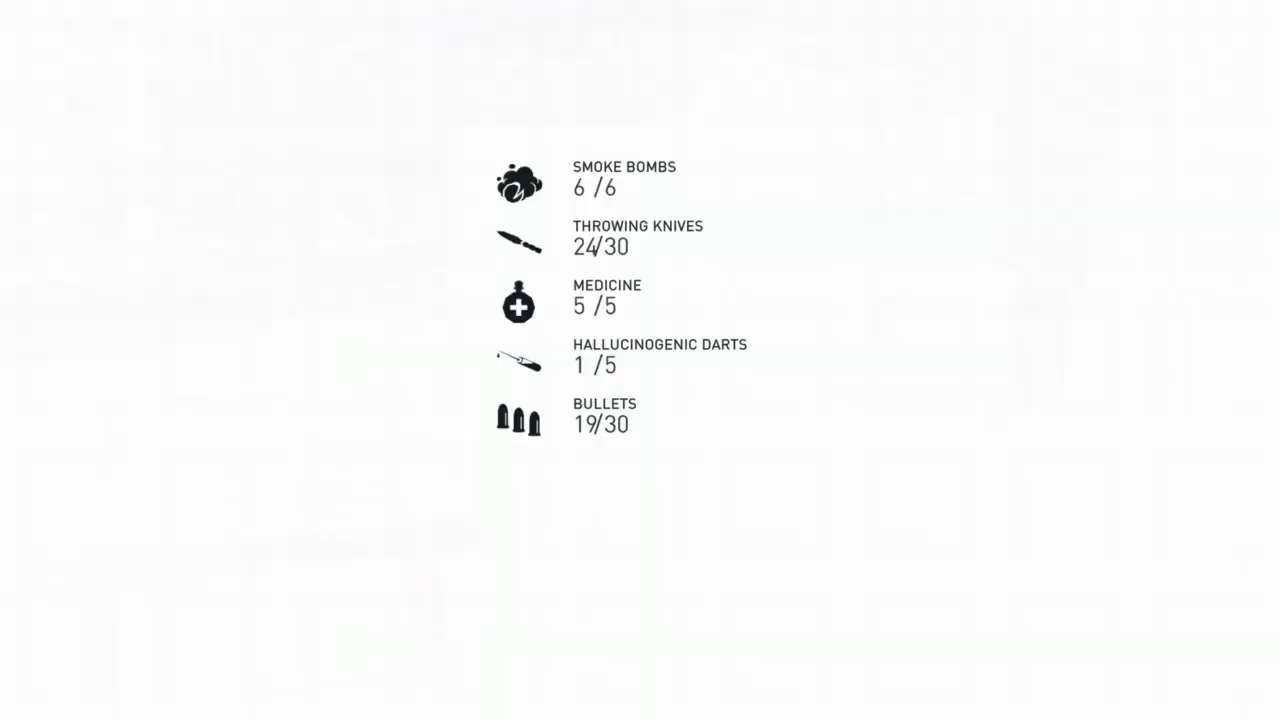 SMOKE BOMBS
6 /6
THROWING KNIVES
24/30
MEDICINE
5 /5
HALLUCINOGENIC DARTS
1 /5
BULLETS
19/30